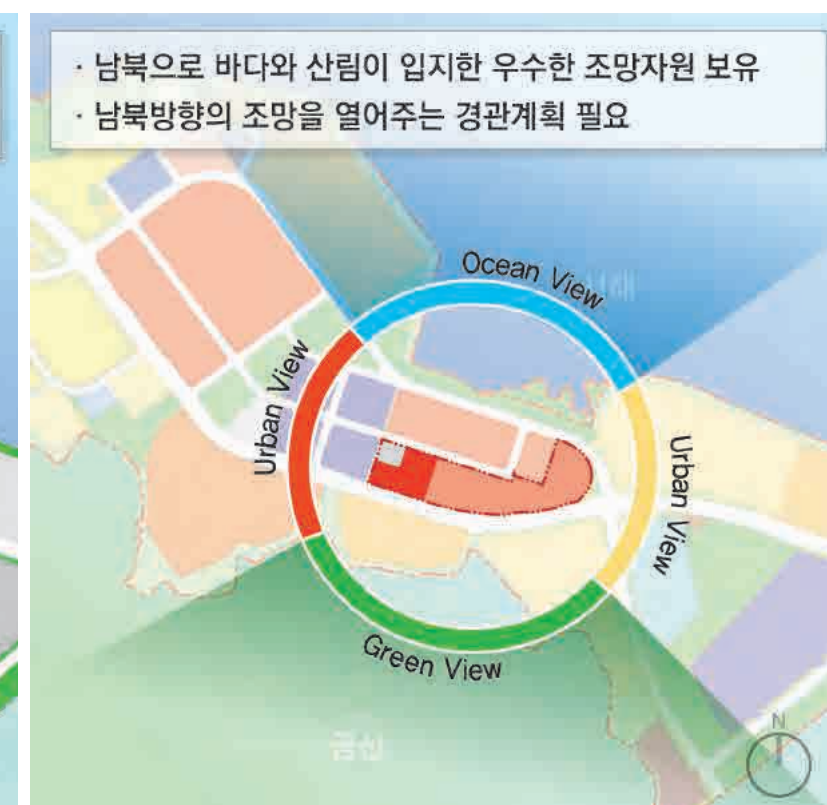 · 남북으로 바다와 산림이 입지한 우수한 조망자원 보유
· 남북방향의 조망을 열어주는 경관계획 필요
Ocean View
Urban View
Urban View
Green View
금산
N